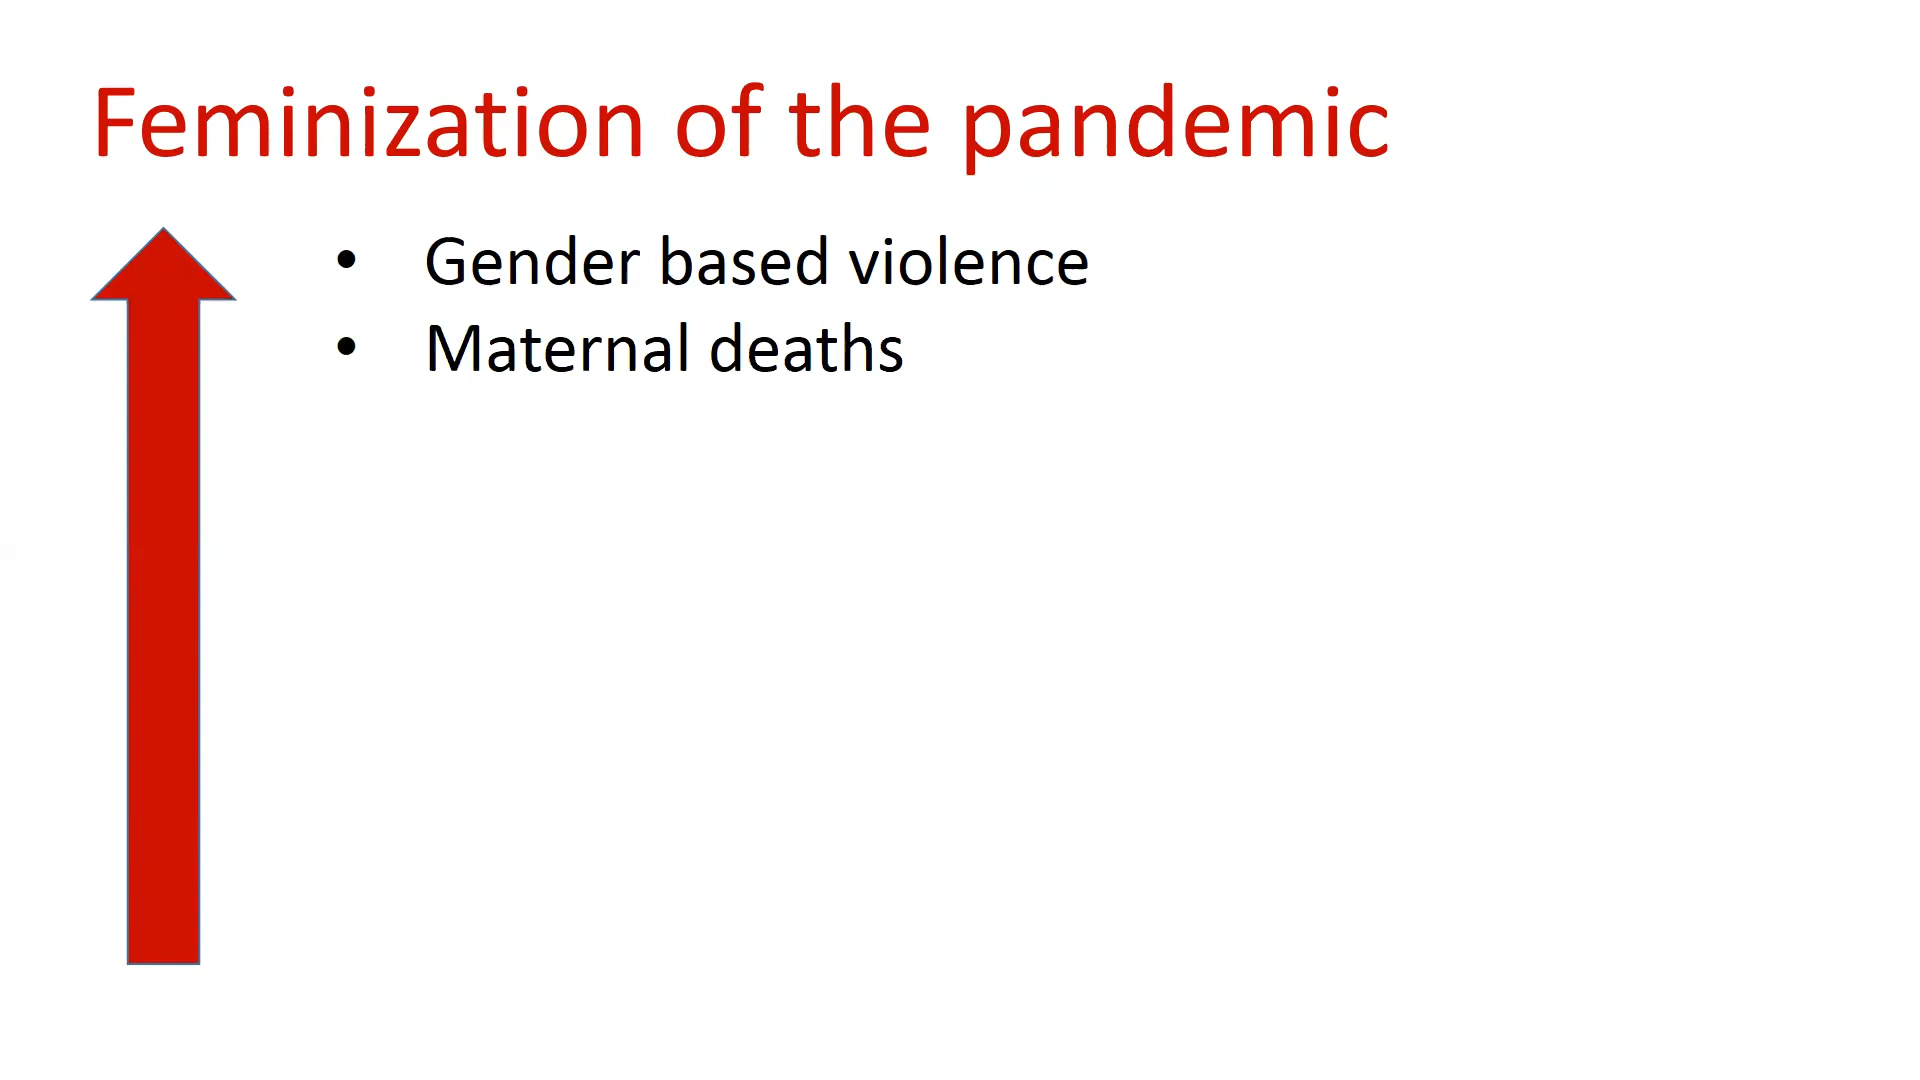 Feminization of the pandemic
• Gender based violence
• Maternal deaths